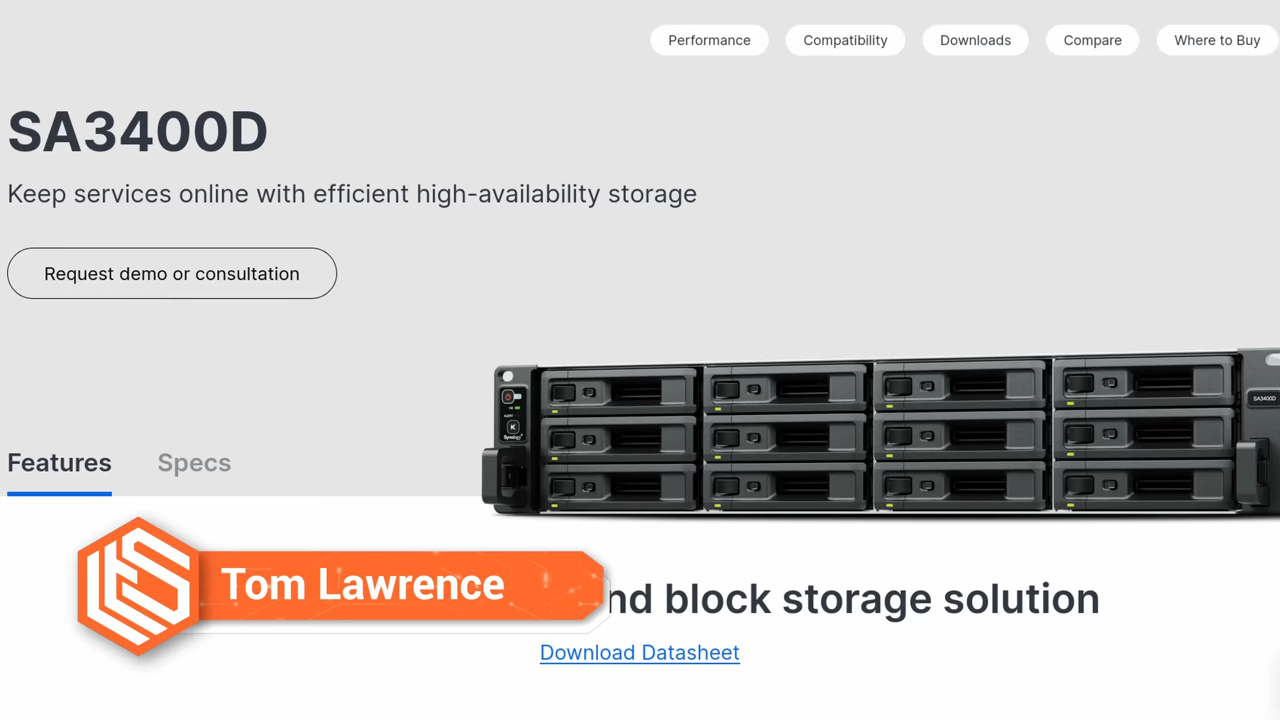 Performance
Compatibility
Downloads
Compare
Where to Buy
SA3400D
Keep services online with efficient high-availability storage
Request demo or consultation
Features
Specs
SA3400D
Synology
Tom Lawrence
nd block storage solution
Download Datasheet